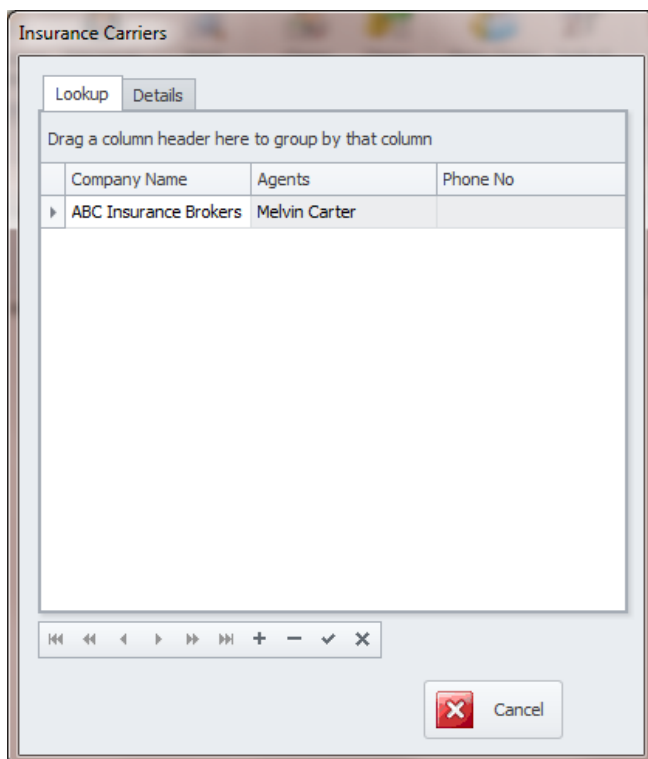 Insurance Carriers
Lookup Details
Drag a column header here to group by that column
Company Name Agents Phone No
ABC Insurance Brokers Melvin Carter
Cancel